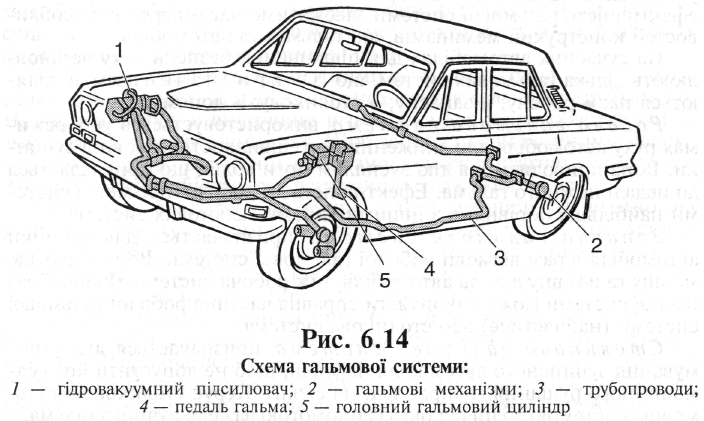 1
2
3
4
5
Рис. 6.14
Схема гальмової системи:
1 — гідровакуумний підсилювач; 2 — гальмові механізми; 3 — трубопроводи;
4 — педаль гальма; 5 — головний гальмовий циліндр